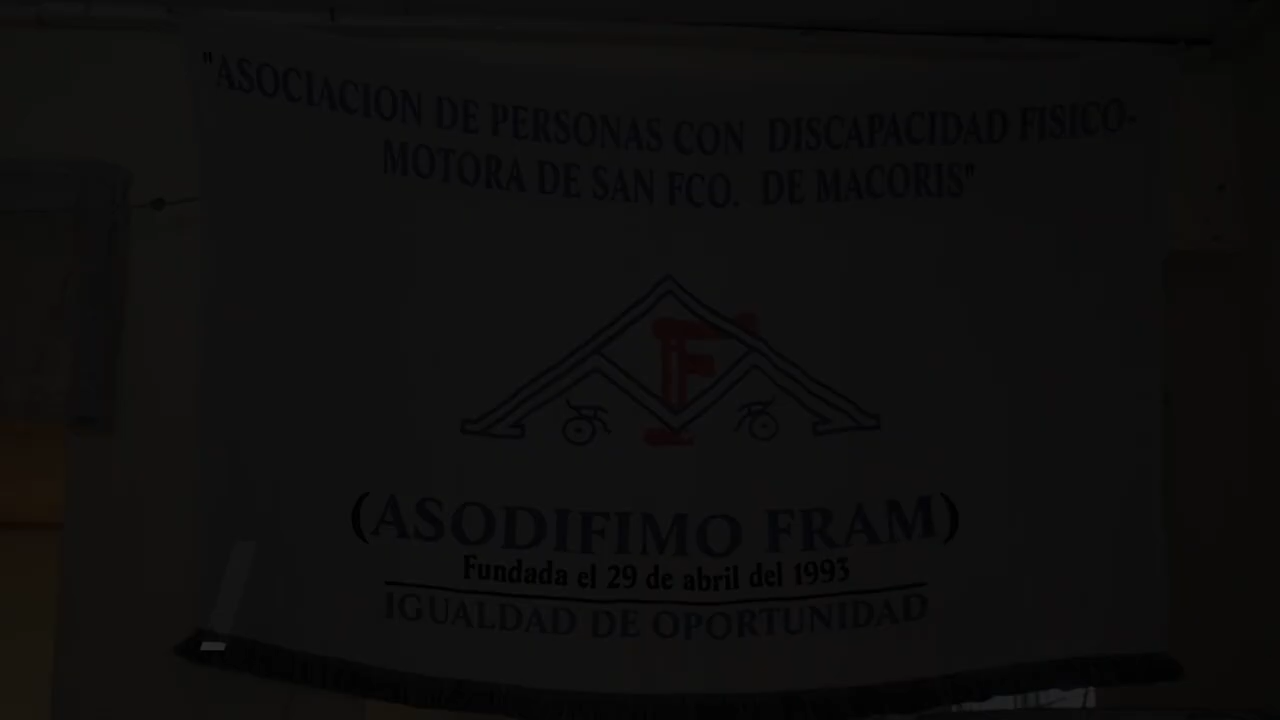 "ASOCIACION DE PERSONAS CON DISCAPACIDAD FISICO-
MOTORA DE SAN FCO. DE MACORIS"
F
(ASODIFIMO FRAM)
Fundada el 29 de abril del 1993
IGUALDAD DE OPORTUNIDAD